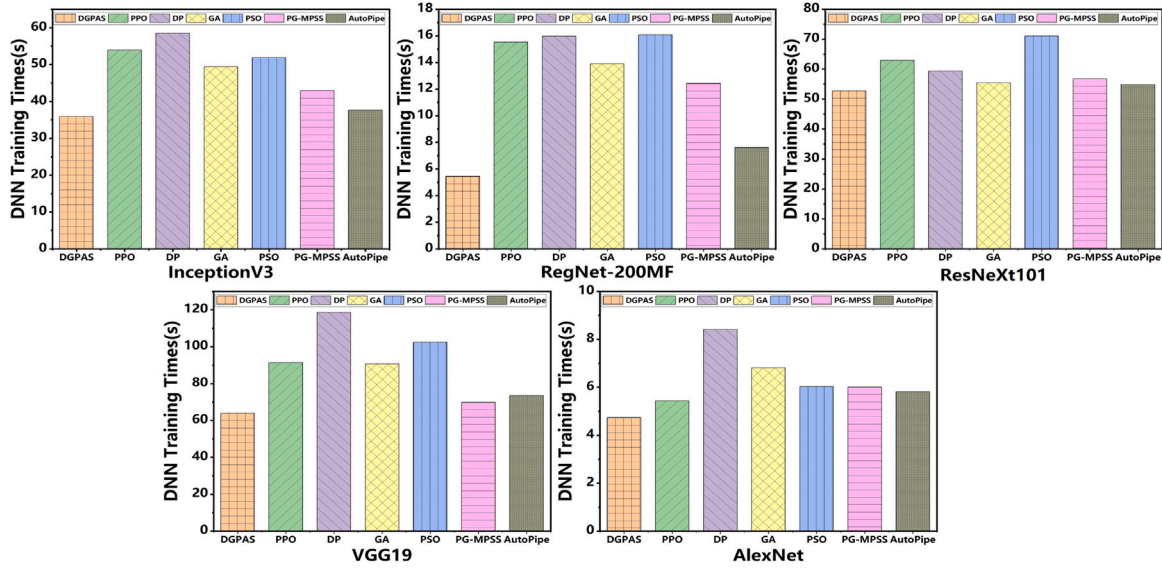 DGPAS PPO DP GA PSO PG-MPSS AutoPipe
DNN Training Times(s)
60
50
40
30
20
10
0
DGPAS PPO DP GA PSO PG-MPSS AutoPipe
InceptionV3
DGPAS PPO DP GA PSO PG-MPSS AutoPipe
DNN Training Times(s)
18
16
14
12
10
8
6
4
2
0
DGPAS PPO DP GA PSO PG-MPSS AutoPipe
RegNet-200MF
DGPAS PPO DP GA PSO PG-MPSS AutoPipe
DNN Training Times(s)
80
70
60
50
40
30
20
10
0
DGPAS PPO DP GA PSO PG-MPSS AutoPipe
ResNeXt101
DGPAS PPO DP GA PSO PG-MPSS AutoPipe
DNN Training Times(s)
120
100
80
60
40
20
0
DGPAS PPO DP GA PSO PG-MPSS AutoPipe
VGG19
DGPAS PPO DP GA PSO PG-MPSS AutoPipe
DNN Training Times(s)
10
8
6
4
2
0
DGPAS PPO DP GA PSO PG-MPSS AutoPipe
AlexNet